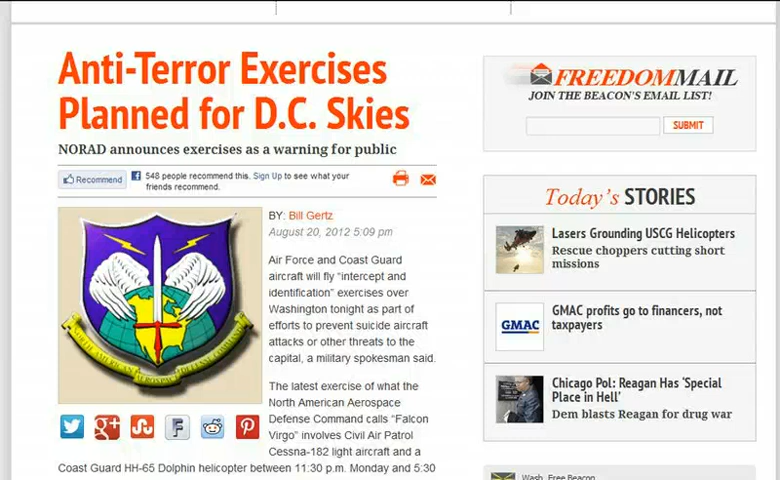 Anti-Terror Exercises
Planned for D.C. Skies
NORAD announces exercises as a warning for public
Recommend
548 people recommend this. Sign Up to see what your
friends recommend.
BY: Bill Gertz
August 20, 2012 5:09 pm
Air Force and Coast Guard
aircraft will fly “intercept and
identification” exercises over
Washington tonight as part of
efforts to prevent suicide aircraft
attacks or other threats to the
capital, a military spokesman said.
The latest exercise of what the
North American Aerospace
Defense Command calls “Falcon
Virgo” involves Civil Air Patrol
Cessna-182 light aircraft and a
Coast Guard HH-65 Dolphin helicopter between 11:30 p.m. Monday and 5:30
FREEDOMMAIL
JOIN THE BEACON'S EMAIL LIST!
SUBMIT
Today's STORIES
Lasers Grounding USCG Helicopters
Rescue choppers cutting short
missions
GMAC
GMAC profits go to financers, not
taxpayers
Chicago Pol: Reagan Has ‘Special
Place in Hell’
Dem blasts Reagan for drug war
Wash. Free Beacon